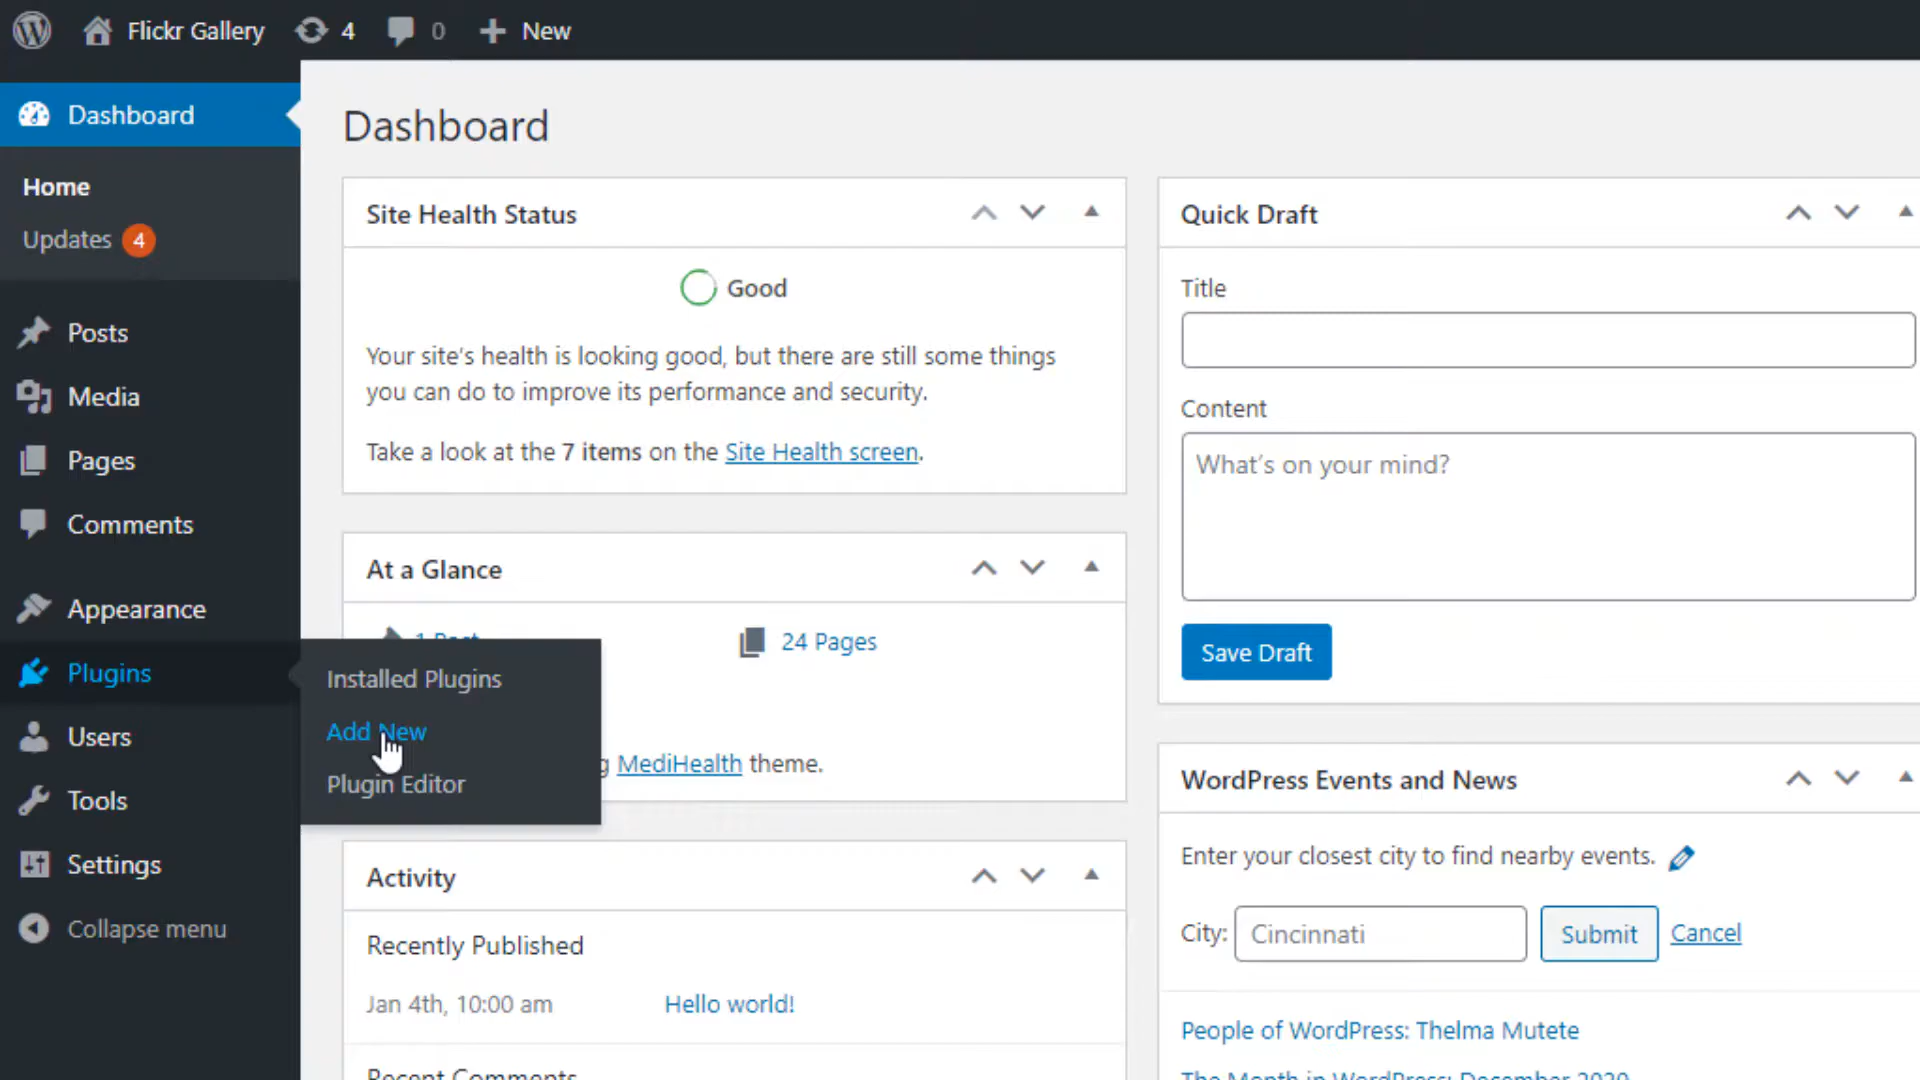 Flickr Gallery 4 0 New
Dashboard
Home
Updates 4
Posts
Media
Pages
Comments
Appearance
Plugins
Users
Tools
Settings
Collapse menu
Installed Plugins
Add New
Plugin Editor
Dashboard
Site Health Status
Good
Your site's health is looking good, but there are still some things
you can do to improve its performance and security.
Take a look at the 7 items on the Site Health screen.
At a Glance
1 Post 24 Pages
MediHealth theme.
Activity
Recently Published
Jan 4th, 10:00 am Hello world!
Recent Comments
Quick Draft
Title
Content
What's on your mind?
Save Draft
WordPress Events and News
Enter your closest city to find nearby events.
City: Cincinnati Submit Cancel
People of WordPress: Thelma Mutete
The Month in WordPress: December 2020